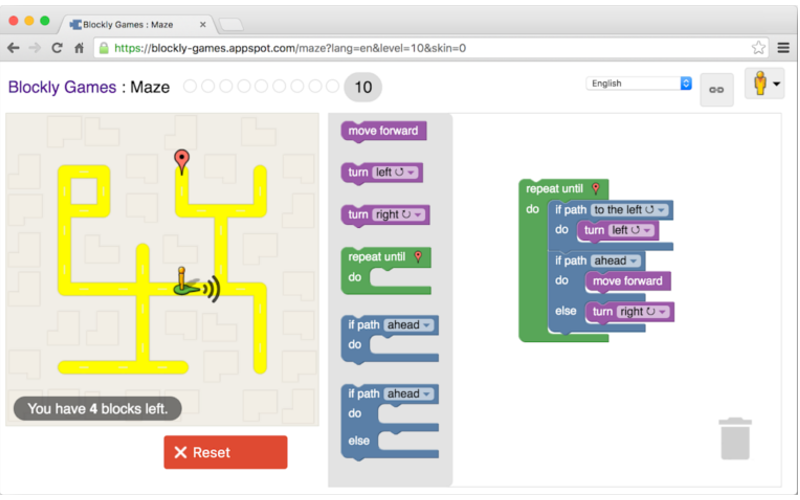 Blockly Games : Maze
https://blockly-games.appspot.com/maze?lang=en&level=10&skin=0
Blockly Games : Maze
10
English
You have 4 blocks left.
Reset
move forward
turn left
turn right
repeat until
do
if path ahead
do
if path ahead
do
else
repeat until
do if path to the left
do turn left
if path ahead
do move forward
else turn right